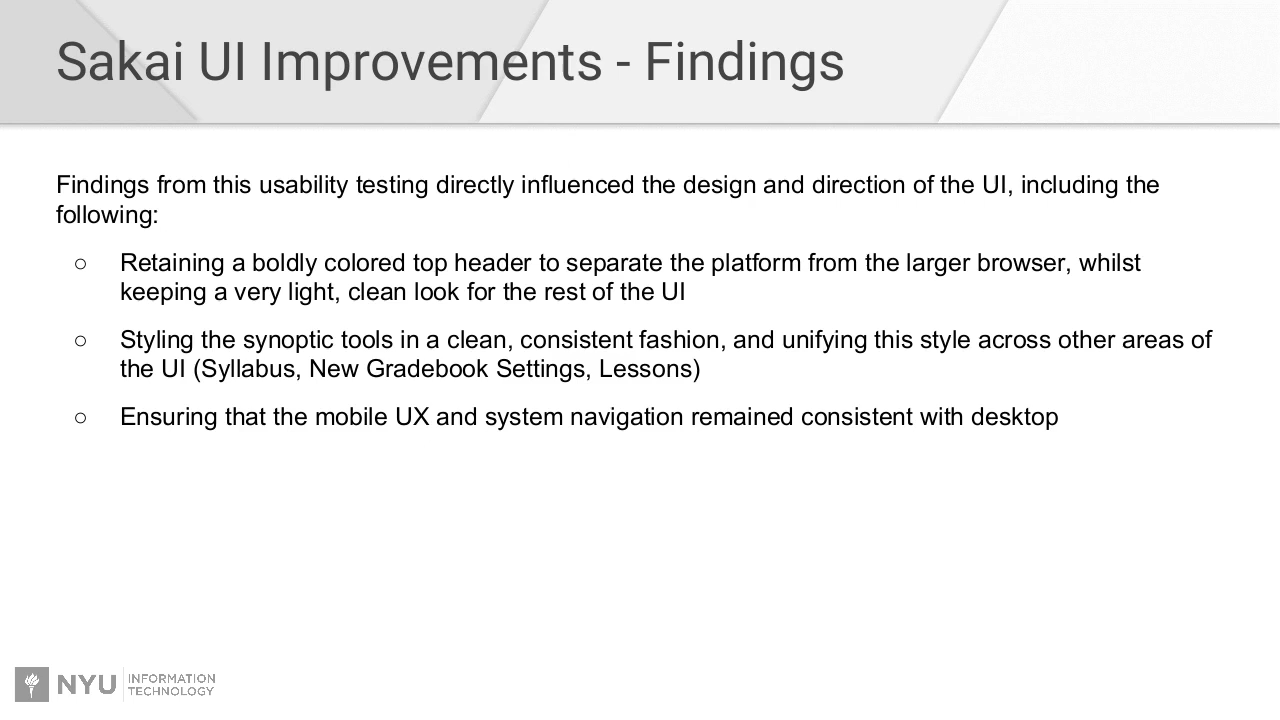 Sakai UI Improvements - Findings
Findings from this usability testing directly influenced the design and direction of the UI, including the
following:
○ Retaining a boldly colored top header to separate the platform from the larger browser, whilst
keeping a very light, clean look for the rest of the UI
○ Styling the synoptic tools in a clean, consistent fashion, and unifying this style across other areas of
the UI (Syllabus, New Gradebook Settings, Lessons)
○ Ensuring that the mobile UX and system navigation remained consistent with desktop
NYU INFORMATION
TECHNOLOGY